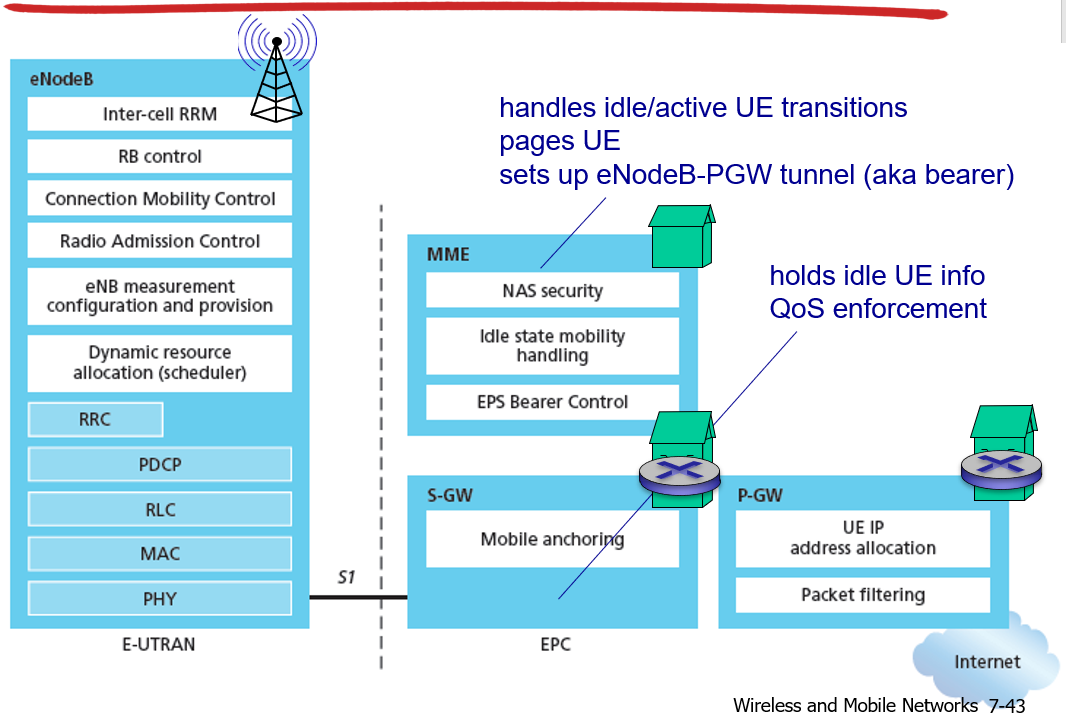 eNodeB
Inter-cell RRM
RB control
Connection Mobility Control
Radio Admission Control
eNB measurement
configuration and provision
Dynamic resource
allocation (scheduler)
RRC
PDCP
RLC
MAC
PHY
E-UTRAN
S1
handles idle/active UE transitions
pages UE
sets up eNodeB-PGW tunnel (aka bearer)
MME
NAS security
Idle state mobility
handling
EPS Bearer Control
holds idle UE info
QoS enforcement
S-GW
Mobile anchoring
EPC
P-GW
UE IP
address allocation
Packet filtering
Internet
Wireless and Mobile Networks 7-43